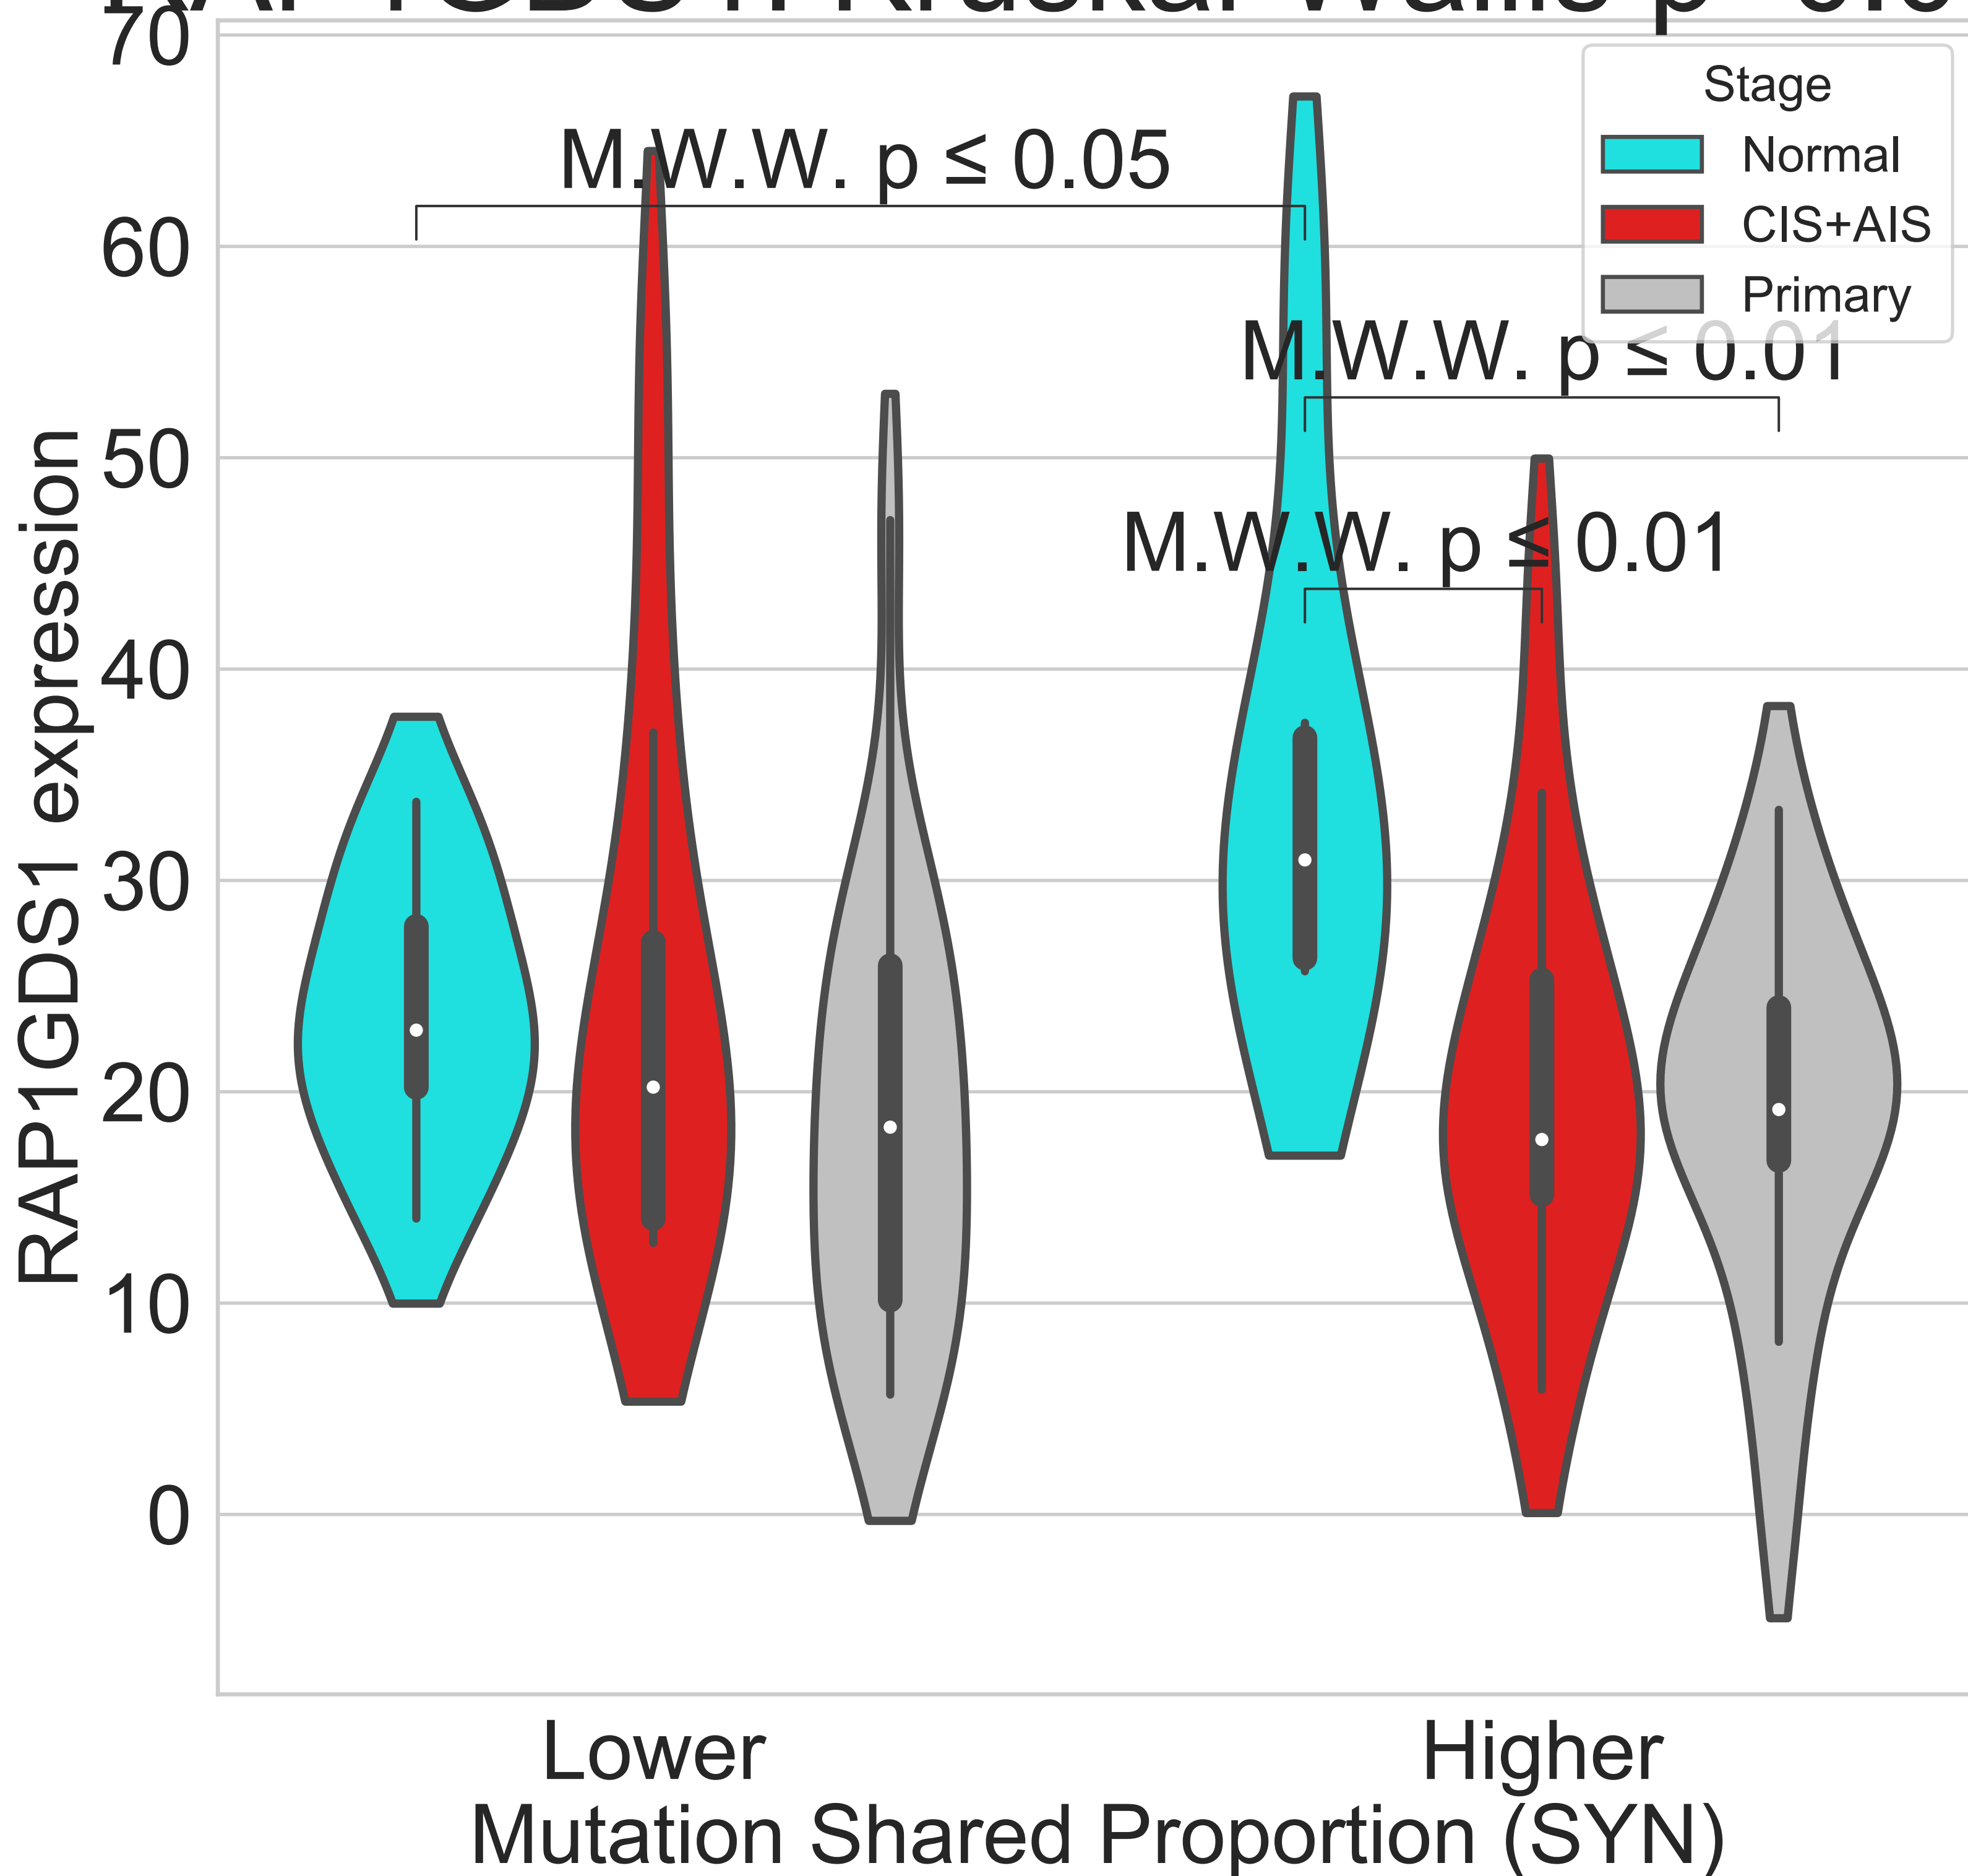 70
60
50
40
30
20
10
0
RAP1GDS1 expression
M.W.W. p ≤ 0.05
M.W.W. p ≤ 0.01
M.W.W. p ≤ 0.01
Stage
Normal
CIS+AIS
Primary
Lower
Higher
Mutation Shared Proportion (SYN)